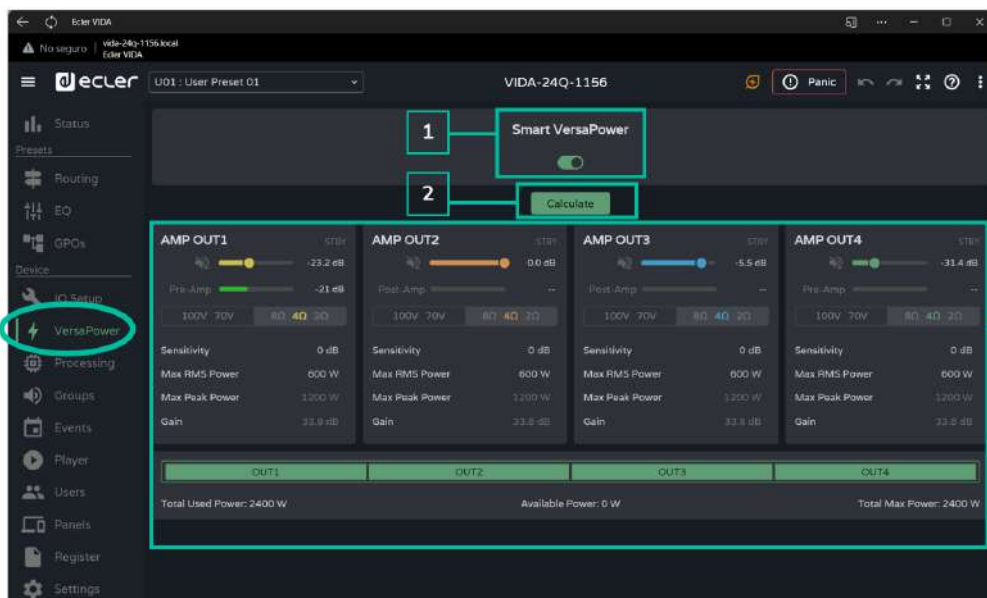 Ecler VIDA
No seguro
vida-24q-1156.local
Ecler VIDA
ecler
U01 : User Preset 01
VIDA-24Q-1156
Panic
Status
Presets
Routing
EQ
GPOs
Device
IO Setup
VersaPower
Processing
Groups
Events
Player
Users
Panels
Register
Settings
1
Smart VersaPower
2
Calculate
AMP OUT1 STBY
-23.2 dB
Pre-Amp -21 dB
100V 70V 8Ω 4Ω 2Ω
Sensitivity 0 dB
Max RMS Power 600 W
Max Peak Power 1200 W
Gain 33.8 dB
AMP OUT2 STBY
0.0 dB
Post-Amp --
100V 70V 8Ω 4Ω 2Ω
Sensitivity 0 dB
Max RMS Power 600 W
Max Peak Power 1200 W
Gain 33.8 dB
AMP OUT3 STBY
-5.5 dB
Post-Amp --
100V 70V 8Ω 4Ω 2Ω
Sensitivity 0 dB
Max RMS Power 600 W
Max Peak Power 1200 W
Gain 33.8 dB
AMP OUT4 STBY
-31.4 dB
Pre-Amp --
100V 70V 8Ω 4Ω 2Ω
Sensitivity 0 dB
Max RMS Power 600 W
Max Peak Power 1200 W
Gain 33.8 dB
OUT1 OUT2 OUT3 OUT4
Total Used Power: 2400 W Available Power: 0 W Total Max Power: 2400 W